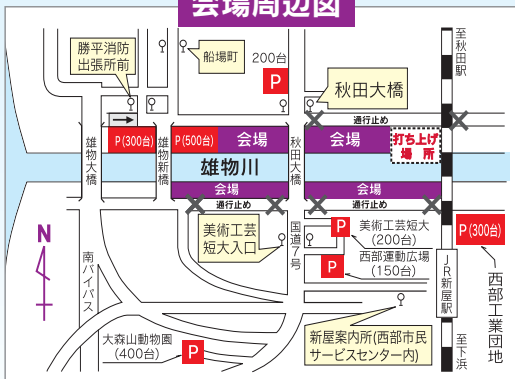 会場周辺図
勝平消防
出張所前
船場町
200台
P
秋田大橋
至秋田駅
通行止め
P(300台)
P(500台)
会場
会場
打ち上げ
場所
雄物大橋
雄物新橋
雄物川
秋田大橋
会場
会場
通行止め
通行止め
N
南バイパス
美術工芸
短大入口
国道7号
P
美術工芸短大
(200台)
P
西部運動広場
(150台)
P(300台)
JR新屋駅
西部工業団地
大森山動物園
(400台)
P
新屋案内所(西部市民
サービスセンター内)
至下浜